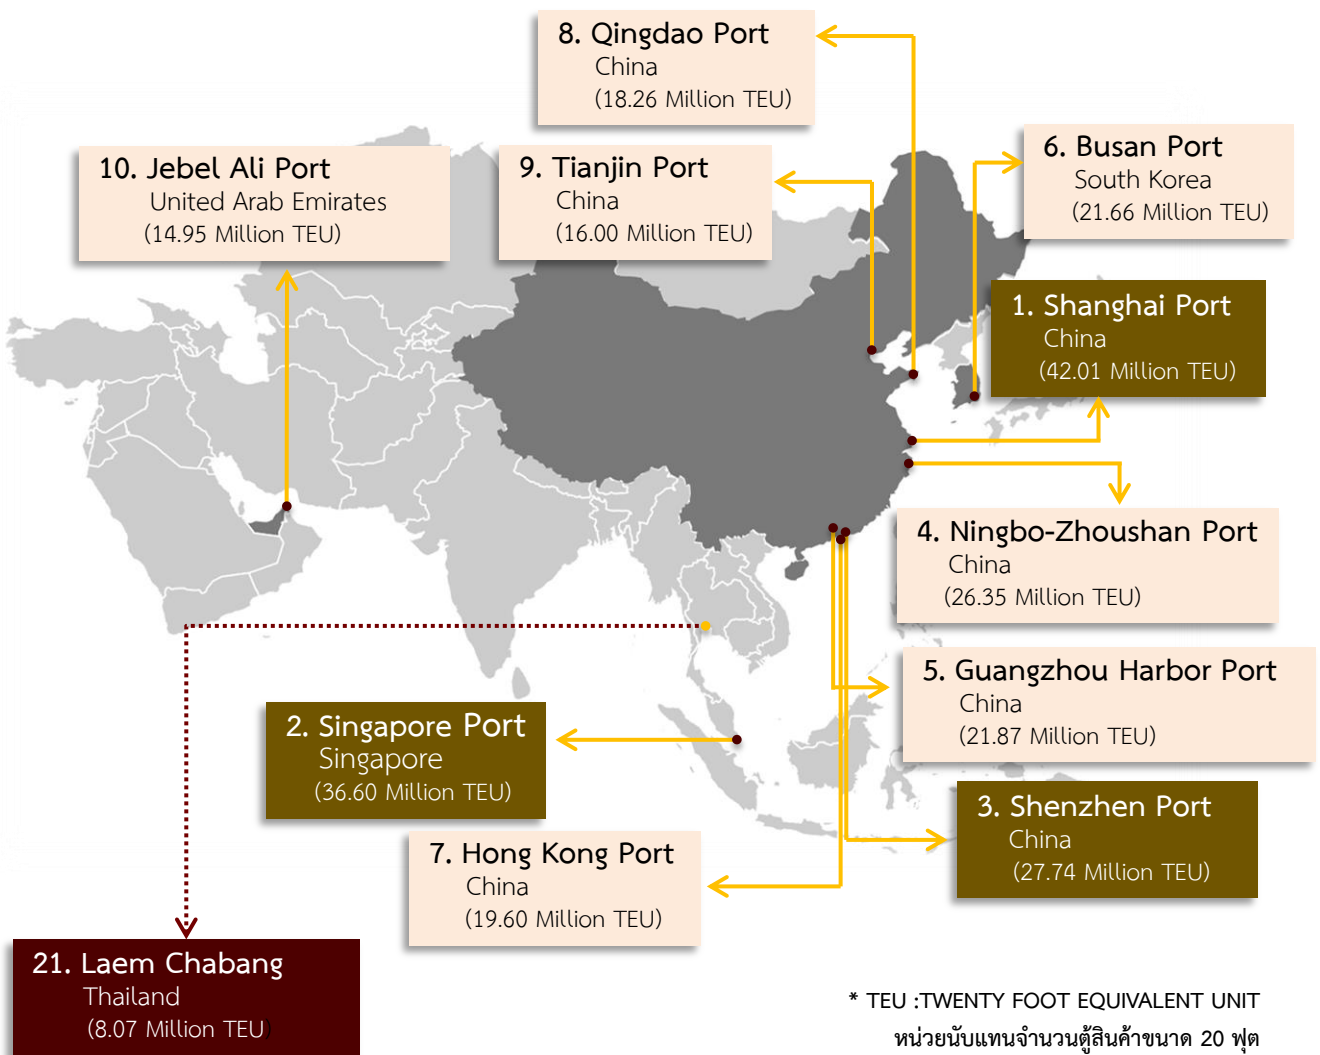 8. Qingdao Port
China
(18.26 Million TEU)
10. Jebel Ali Port
United Arab Emirates
(14.95 Million TEU)
9. Tianjin Port
China
(16.00 Million TEU)
6. Busan Port
South Korea
(21.66 Million TEU)
1. Shanghai Port
China
(42.01 Million TEU)
4. Ningbo-Zhoushan Port
China
(26.35 Million TEU)
5. Guangzhou Harbor Port
China
(21.87 Million TEU)
2. Singapore Port
Singapore
(36.60 Million TEU)
3. Shenzhen Port
China
(27.74 Million TEU)
7. Hong Kong Port
China
(19.60 Million TEU)
21. Laem Chabang
Thailand
(8.07 Million TEU)
* TEU :TWENTY FOOT EQUIVALENT UNIT
หน่วยนับแทนจำนวนตู้สินค้าขนาด 20 ฟุต